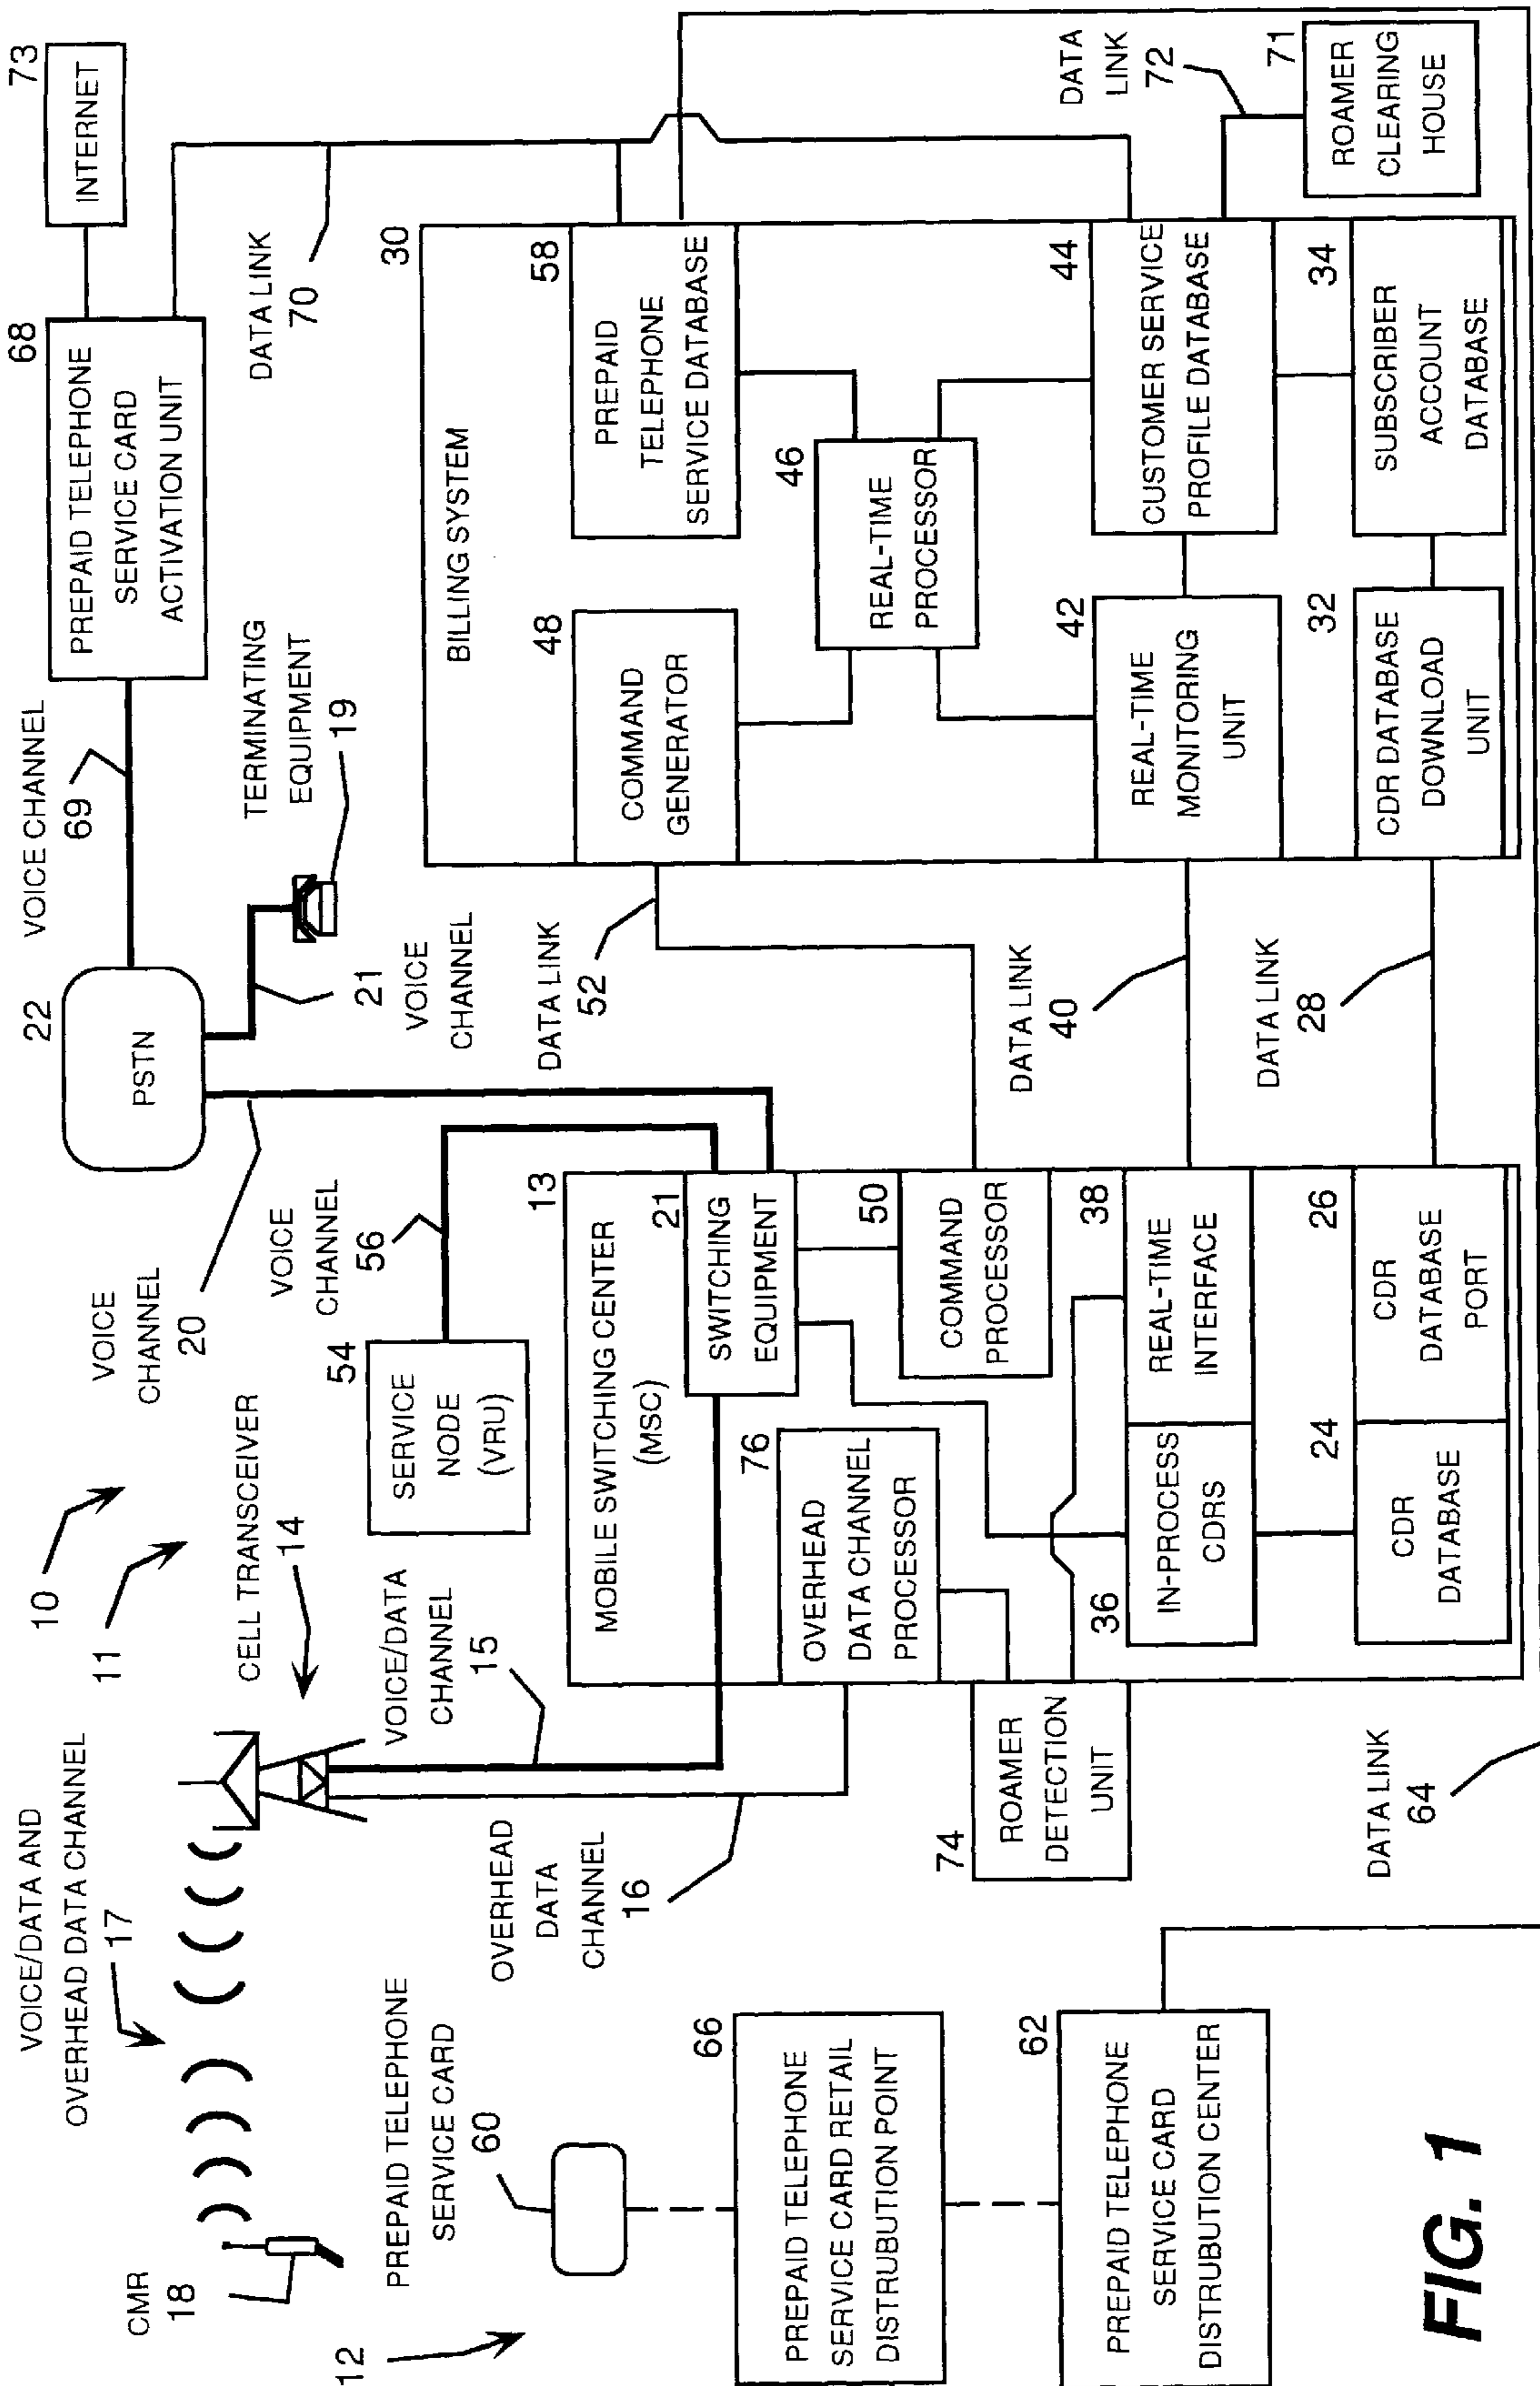 VOICE/DATA AND
OVERHEAD DATA CHANNEL
17
CMR
18
12
PREPAID TELEPHONE
SERVICE CARD
60
66
PREPAID TELEPHONE
SERVICE CARD RETAIL
DISTRUBUTION POINT
62
PREPAID TELEPHONE
SERVICE CARD
DISTRUBUTION CENTER
FIG. 1
10
11
CELL TRANSCEIVER
14
VOICE/DATA
CHANNEL
15
OVERHEAD
DATA
CHANNEL
16
74
ROAMER
DETECTION
UNIT
DATA LINK
64
VOICE
CHANNEL
20
VOICE
CHANNEL
56
54
SERVICE
NODE
(VRU)
13
MOBILE SWITCHING CENTER
(MSC)
21
SWITCHING
EQUIPMENT
76
OVERHEAD
DATA CHANNEL
PROCESSOR
50
COMMAND
PROCESSOR
36
IN-PROCESS
CDRS
38
REAL-TIME
INTERFACE
24
CDR
DATABASE
26
CDR
DATABASE
PORT
22
PSTN
VOICE CHANNEL
69
TERMINATING
EQUIPMENT
19
21
VOICE
CHANNEL
DATA LINK
52
DATA LINK
40
DATA LINK
28
68
PREPAID TELEPHONE
SERVICE CARD
ACTIVATION UNIT
73
INTERNET
DATA LINK
70
30
BILLING SYSTEM
48
COMMAND
GENERATOR
58
PREPAID
TELEPHONE
SERVICE DATABASE
46
REAL-TIME
PROCESSOR
42
REAL-TIME
MONITORING
UNIT
44
CUSTOMER SERVICE
PROFILE DATABASE
32
CDR DATABASE
DOWNLOAD
UNIT
34
SUBSCRIBER
ACCOUNT
DATABASE
DATA
LINK
72
71
ROAMER
CLEARING
HOUSE